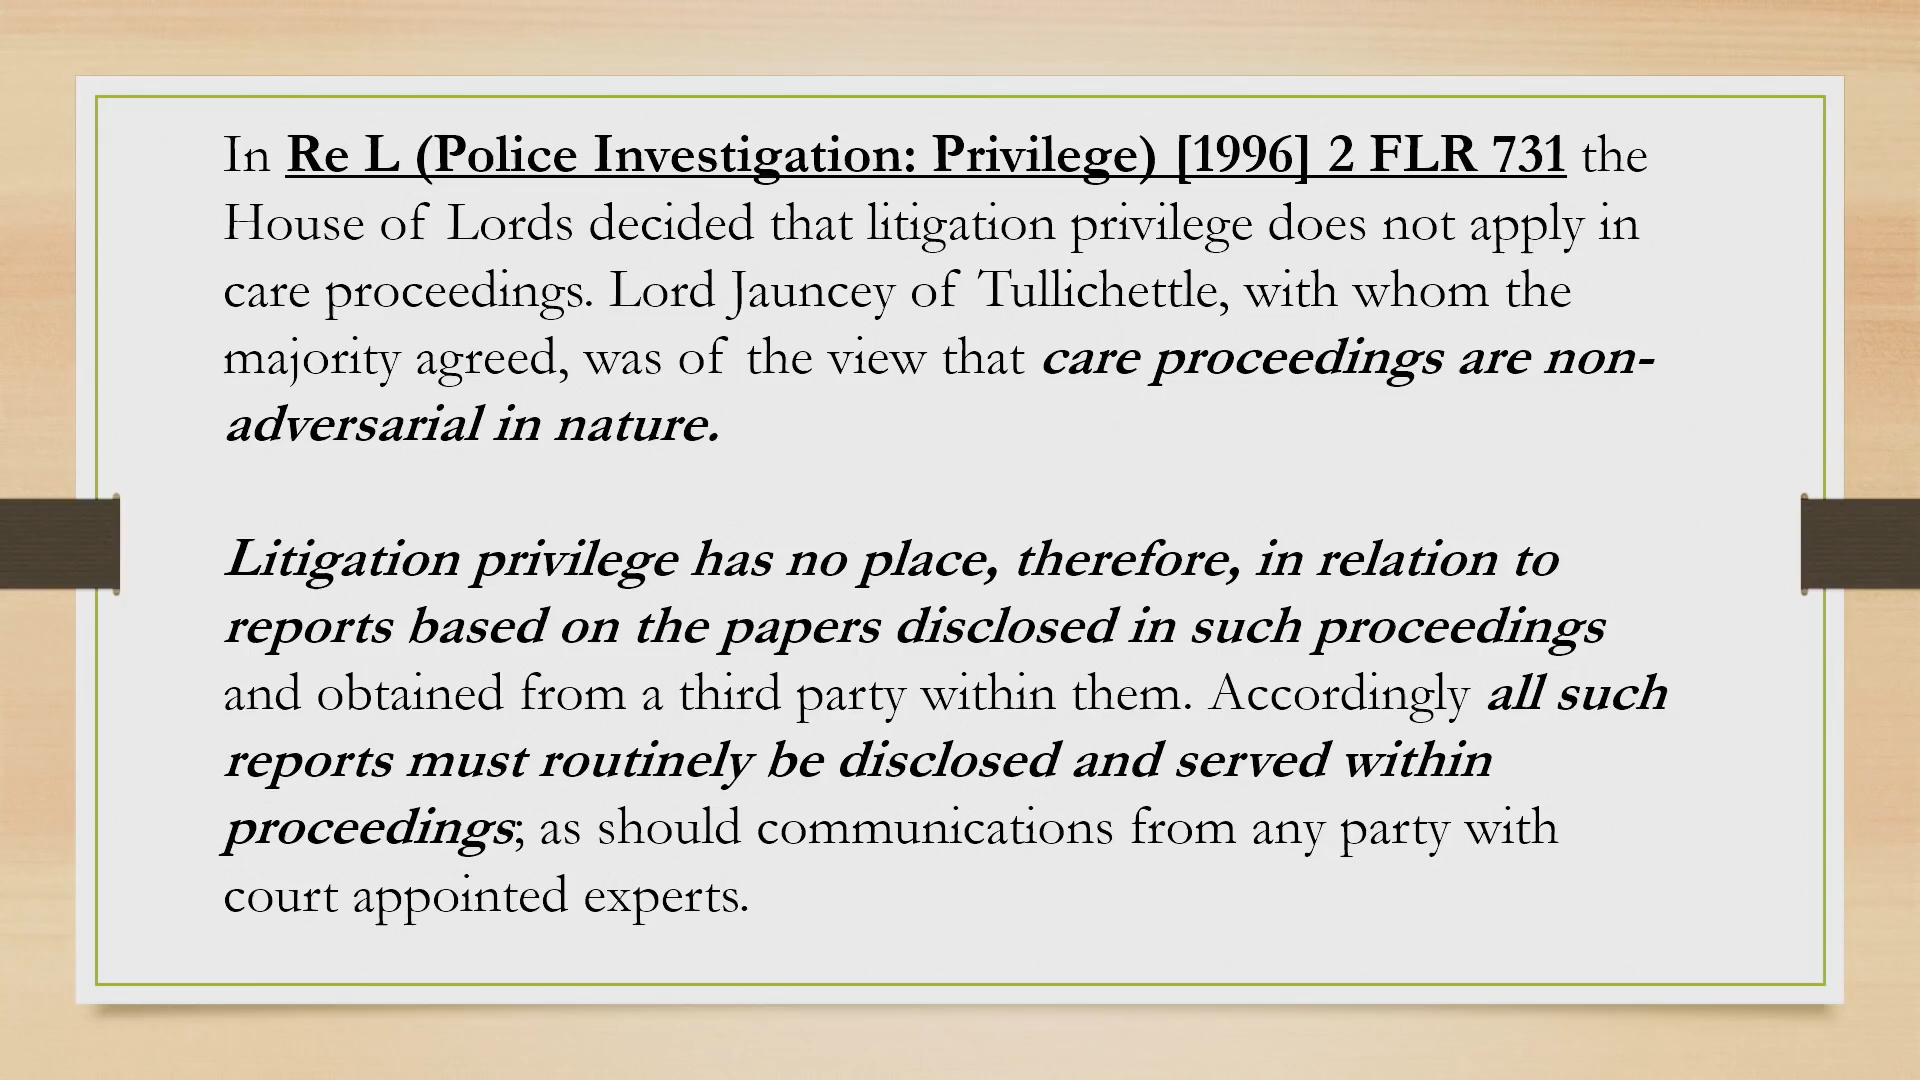 In Re L (Police Investigation: Privilege) [1996] 2 FLR 731 the
House of Lords decided that litigation privilege does not apply in
care proceedings. Lord Jauncey of Tullichettle, with whom the
majority agreed, was of the view that care proceedings are non-
adversarial in nature.
Litigation privilege has no place, therefore, in relation to
reports based on the papers disclosed in such proceedings
and obtained from a third party within them. Accordingly all such
reports must routinely be disclosed and served within
proceedings; as should communications from any party with
court appointed experts.